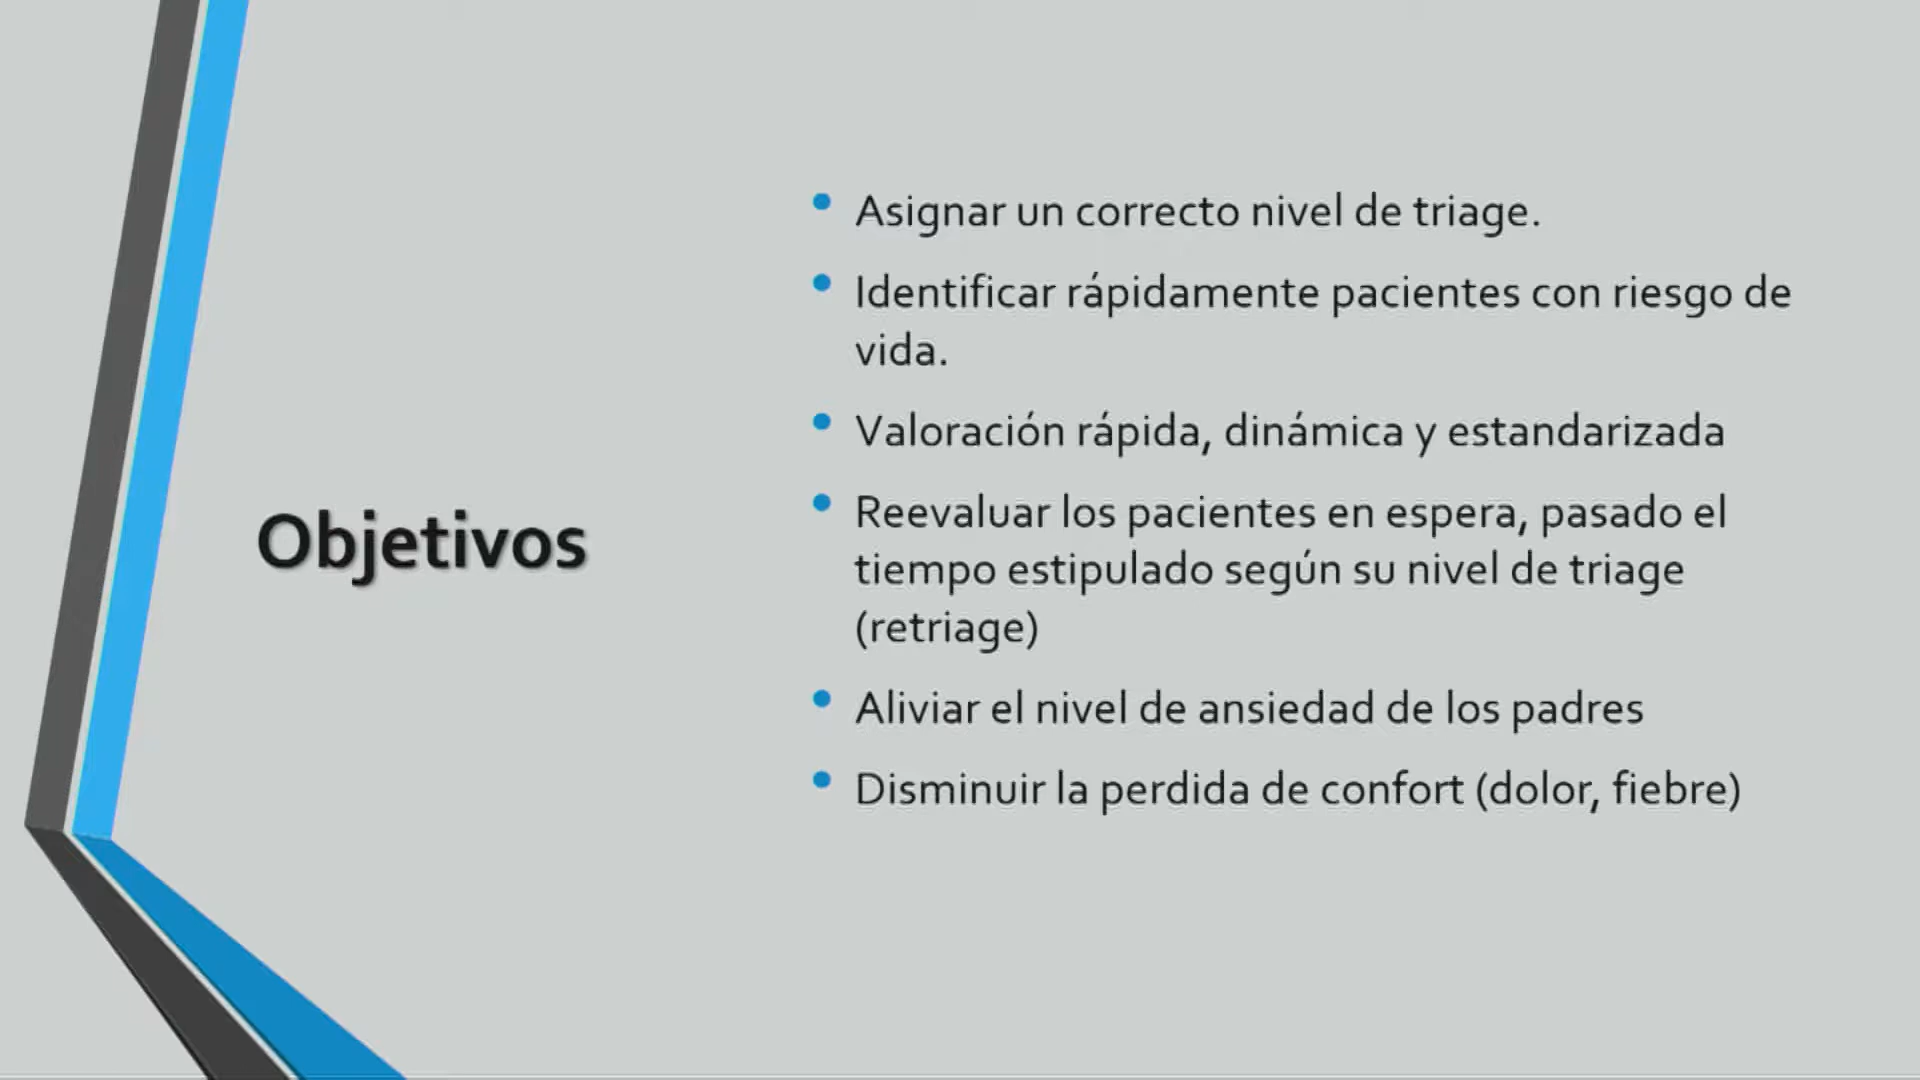 Objetivos
• Asignar un correcto nivel de triage.
• Identificar rápidamente pacientes con riesgo de
vida.
• Valoración rápida, dinámica y estandarizada
• Reevaluar los pacientes en espera, pasado el
tiempo estipulado según su nivel de triage
(retriage)
• Aliviar el nivel de ansiedad de los padres
• Disminuir la perdida de confort (dolor, fiebre)